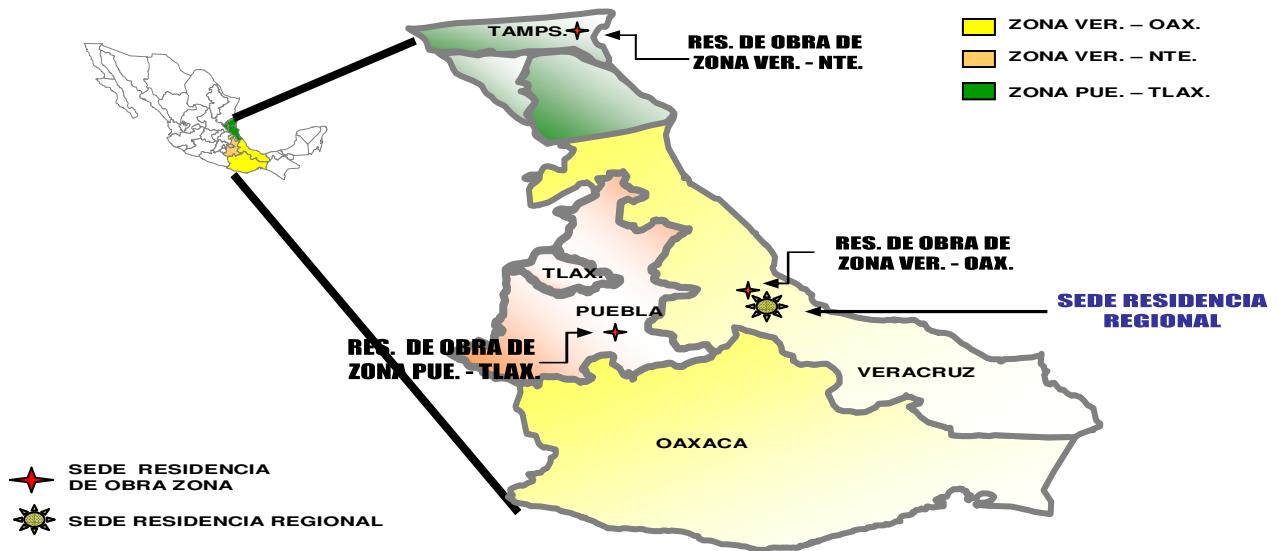 TAMPS.
RES. DE OBRA DE
ZONA VER. - NTE.
ZONA VER. – OAX.
ZONA VER. – NTE.
ZONA PUE. – TLAX.
RES. DE OBRA DE
ZONA VER. - OAX.
TLAX.
SEDE RESIDENCIA
REGIONAL
PUEBLA
RES. DE OBRA DE
ZONA PUE. - TLAX.
VERACRUZ
OAXACA
SEDE RESIDENCIA
DE OBRA ZONA
SEDE RESIDENCIA REGIONAL